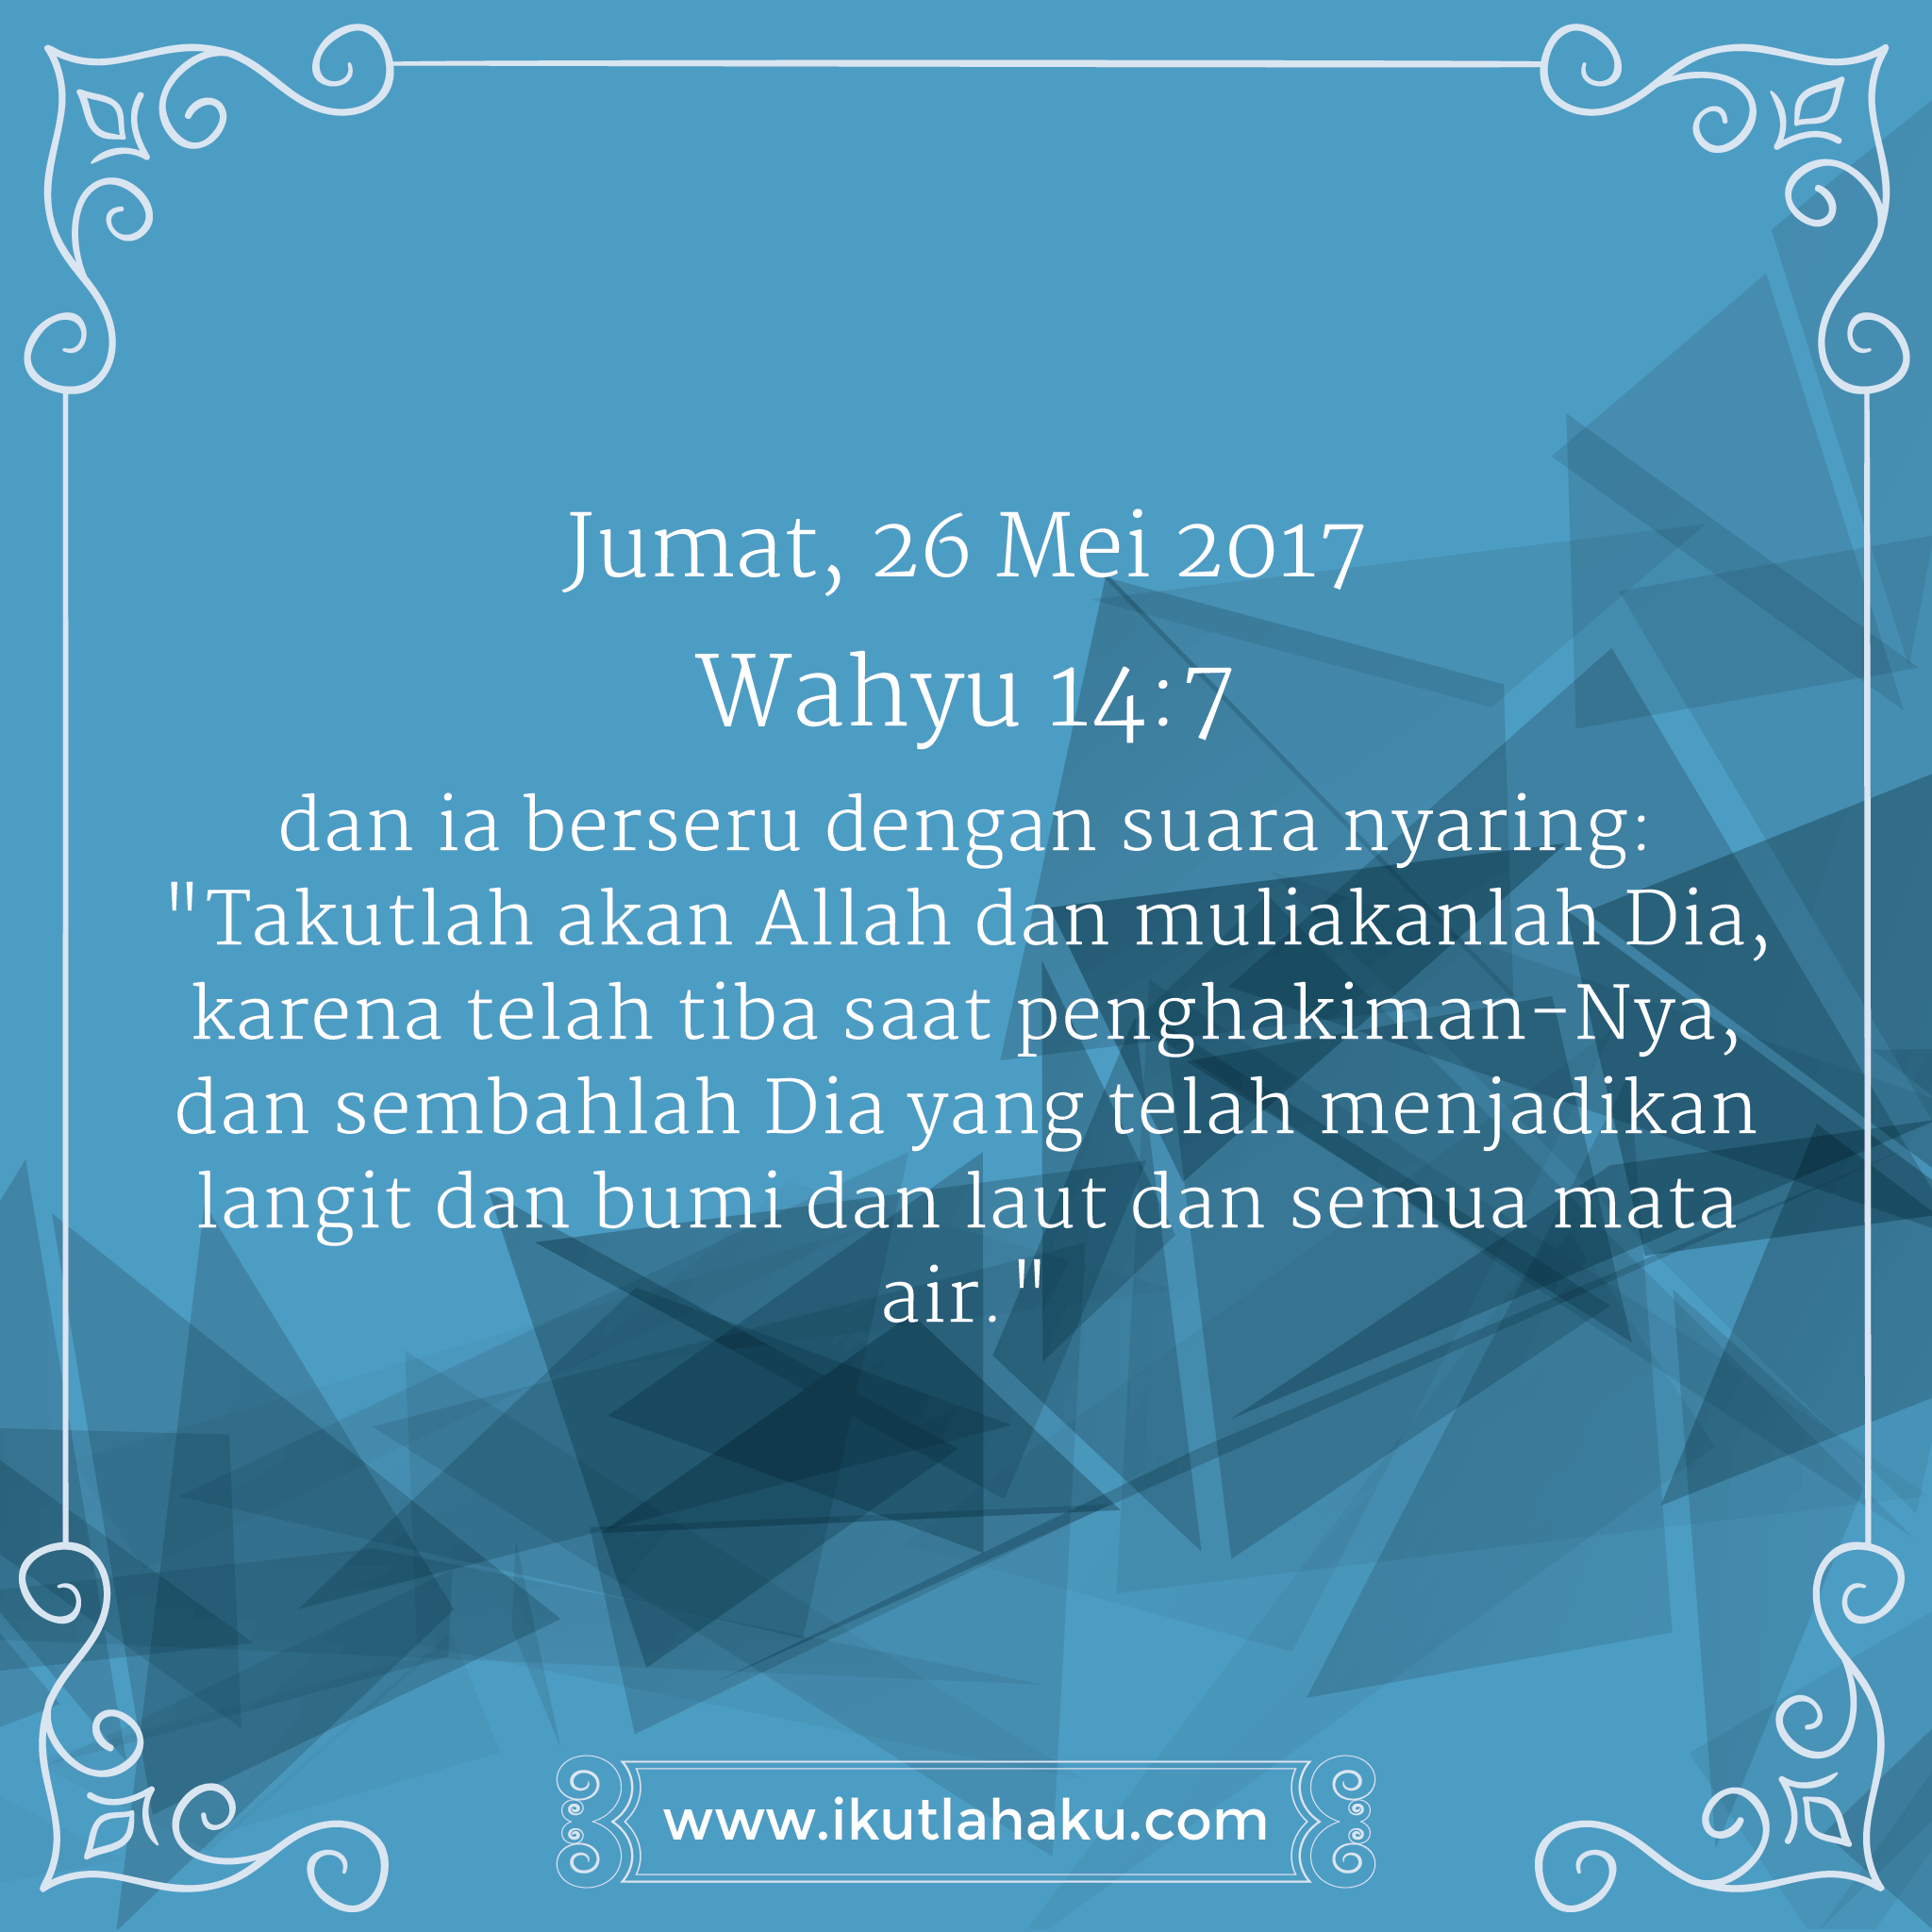 Jumat, 26 Mei 2017
Wahyu 14:7
dan ia berseru dengan suara nyaring:
"Takutlah akan Allah dan muliakanlah Dia,
karena telah tiba saat penghakiman-Nya,
dan sembahlah Dia yang telah menjadikan
langit dan bumi dan laut dan semua mata
air."
www.ikutlahaku.com